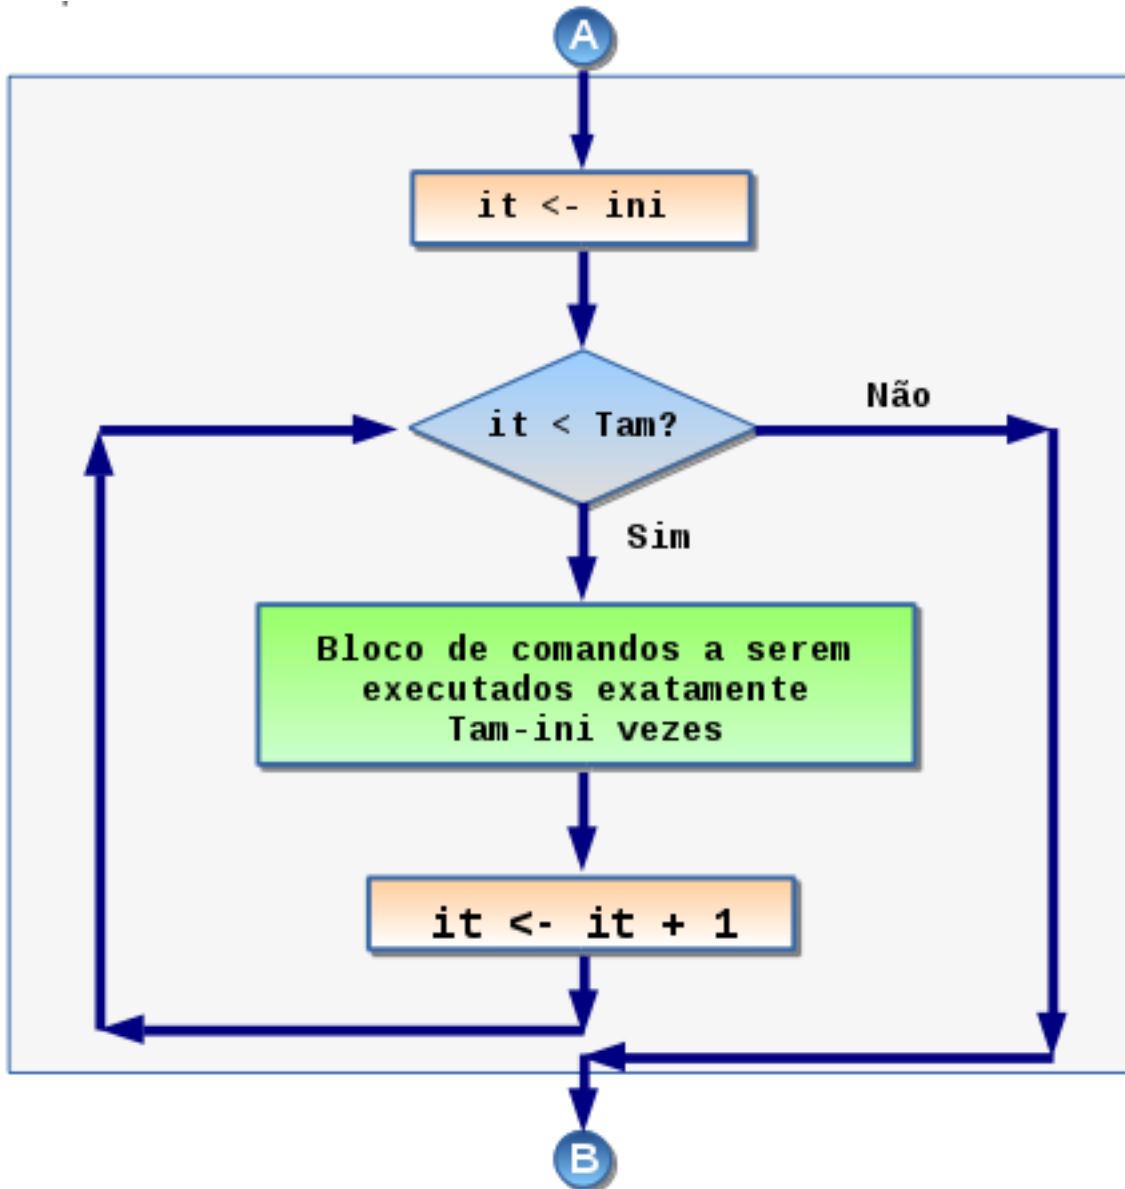 A
it <- ini
it < Tam?
Não
Sim
Bloco de comandos a serem
executados exatamente
Tam-ini vezes
it <- it + 1
B